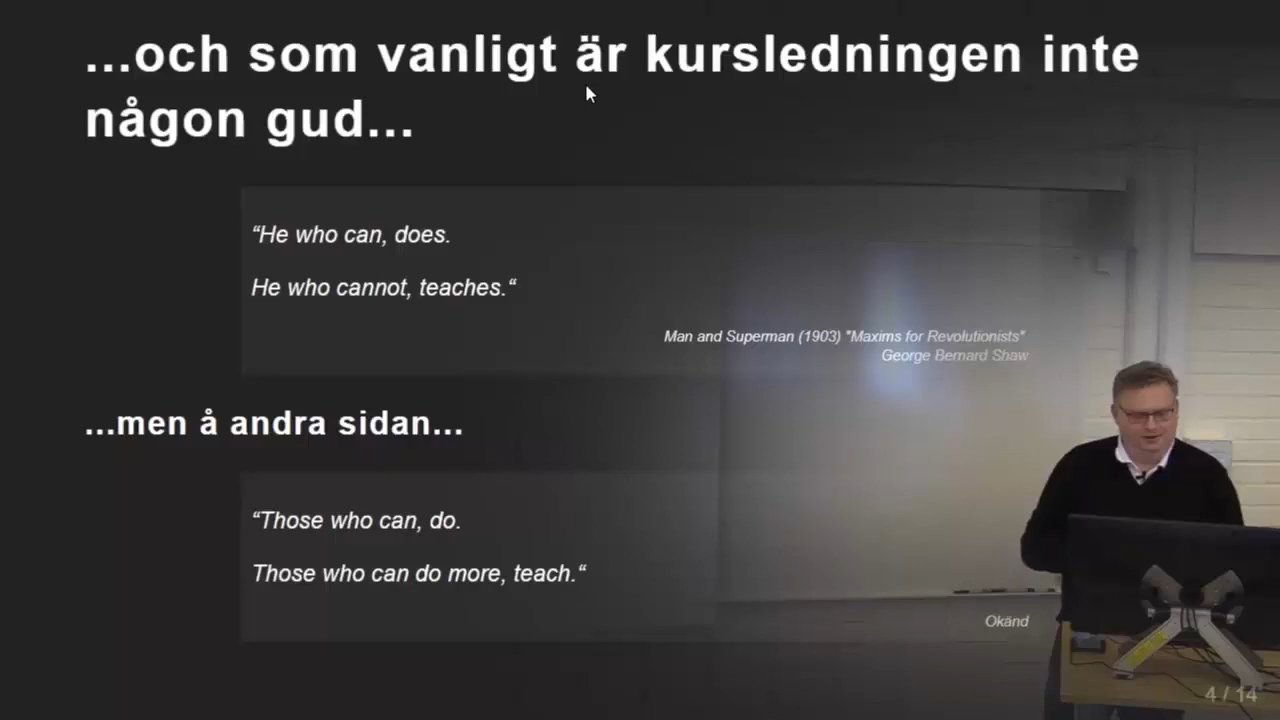 ...och som vanligt är kursledningen inte
någon gud...
“He who can, does.
He who cannot, teaches.“
Man and Superman (1903) "Maxims for Revolutionists"
George Bernard Shaw
...men å andra sidan...
“Those who can, do.
Those who can do more, teach.“
Okänd
4 / 14